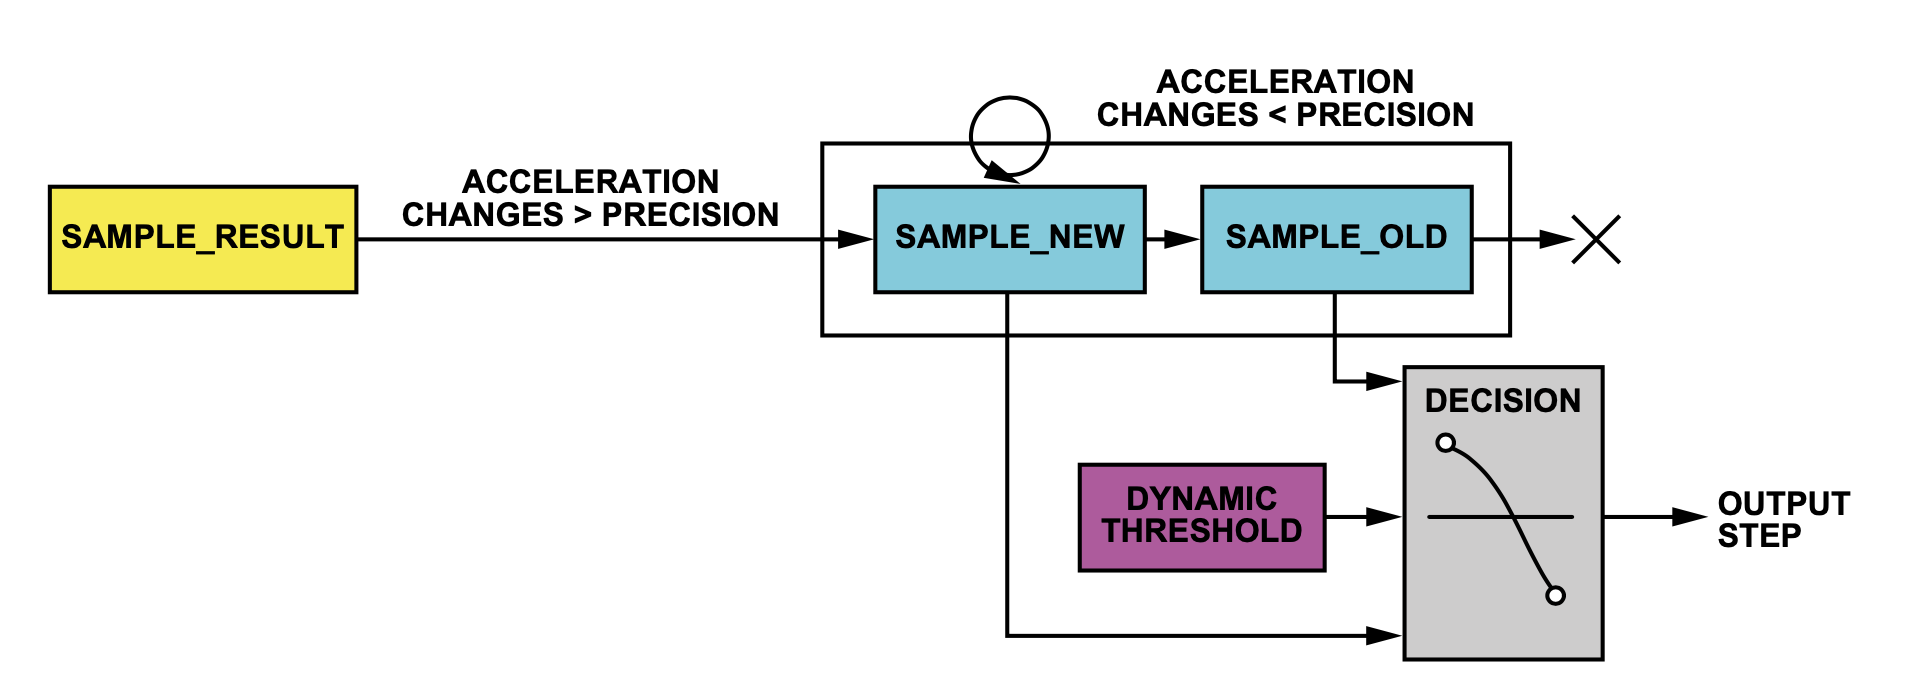 ACCELERATION
CHANGES < PRECISION
ACCELERATION
CHANGES > PRECISION
SAMPLE_RESULT
SAMPLE_NEW
SAMPLE_OLD
DECISION
DYNAMIC
THRESHOLD
OUTPUT
STEP